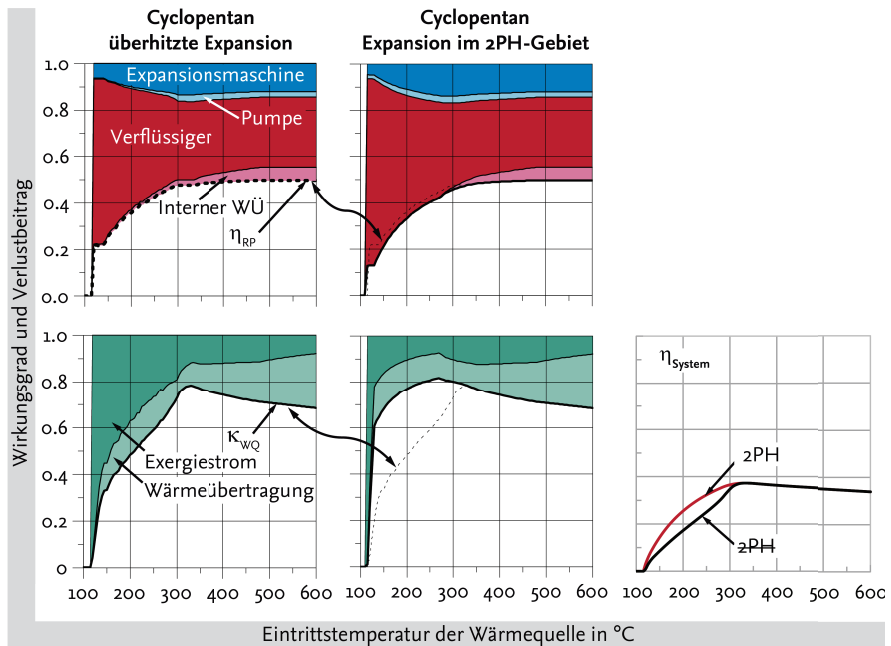 Cyclopentan
überhitzte Expansion
Cyclopentan
Expansion im 2PH-Gebiet
Wirkungsgrad und Verlustbeitrag
1.0
0.8
0.6
0.4
0.2
0.0
Expansionsmaschine
Pumpe
Verflüssiger
Interner WÜ
ηRP
1.0
0.8
0.6
0.4
0.2
0
κWQ
Exergiestrom
Wärmeübertragung
ηSystem
2PH
2PH
100 200 300 400 500 600
100 200 300 400 500 600
100 200 300 400 500 600
Eintrittstemperatur der Wärmequelle in °C